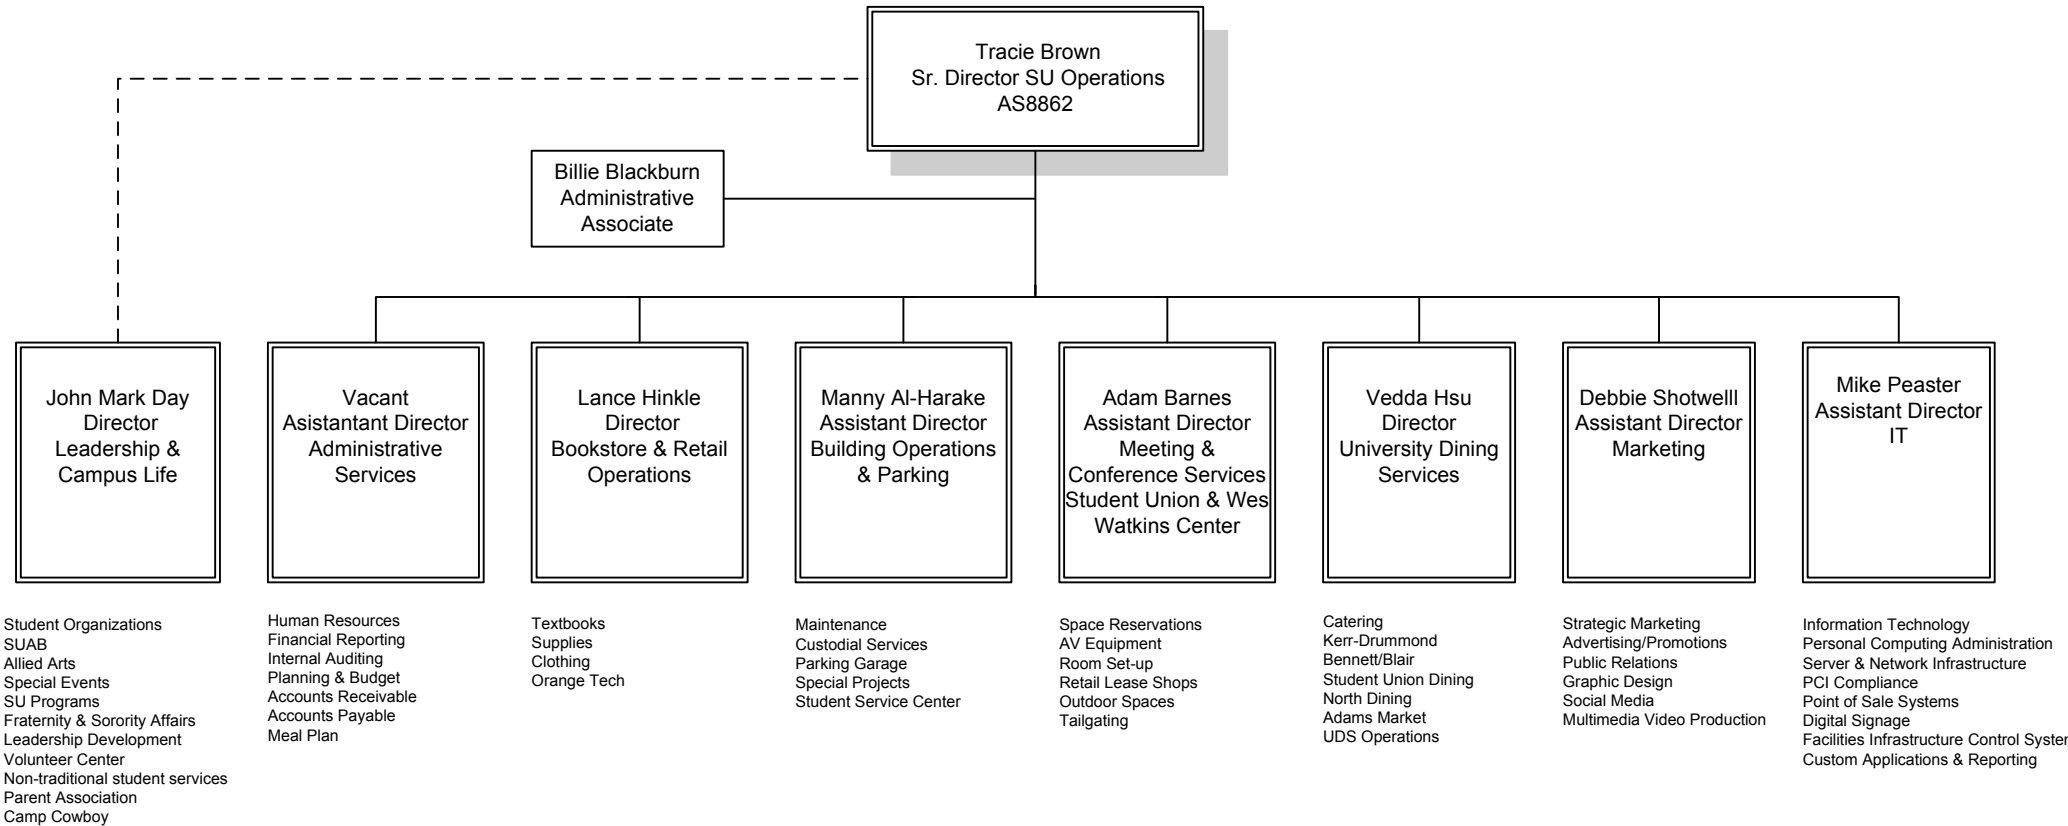 Tracie Brown
Sr. Director SU Operations
AS8862
Billie Blackburn
Administrative
Associate
John Mark Day
Director
Leadership &
Campus Life
Vacant
Asistantant Director
Administrative
Services
Lance Hinkle
Director
Bookstore & Retail
Operations
Manny Al-Harake
Assistant Director
Building Operations
& Parking
Adam Barnes
Assistant Director
Meeting &
Conference Services
Student Union & Wes
Watkins Center
Vedda Hsu
Director
University Dining
Services
Debbie Shotwelll
Assistant Director
Marketing
Mike Peaster
Assistant Director
IT
Student Organizations
SUAB
Allied Arts
Special Events
SU Programs
Fraternity & Sorority Affairs
Leadership Development
Volunteer Center
Non-traditional student services
Parent Association
Camp Cowboy
Human Resources
Financial Reporting
Internal Auditing
Planning & Budget
Accounts Receivable
Accounts Payable
Meal Plan
Textbooks
Supplies
Clothing
Orange Tech
Maintenance
Custodial Services
Parking Garage
Special Projects
Student Service Center
Space Reservations
AV Equipment
Room Set-up
Retail Lease Shops
Outdoor Spaces
Tailgating
Catering
Kerr-Drummond
Bennett/Blair
Student Union Dining
North Dining
Adams Market
UDS Operations
Strategic Marketing
Advertising/Promotions
Public Relations
Graphic Design
Social Media
Multimedia Video Production
Information Technology
Personal Computing Administration
Server & Network Infrastructure
PCI Compliance
Point of Sale Systems
Digital Signage
Facilities Infrastructure Control System
Custom Applications & Reporting